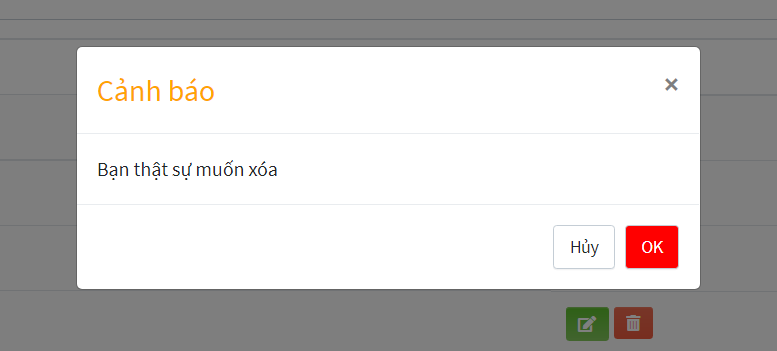 Cảnh báo
×
Bạn thật sự muốn xóa
Hủy
OK